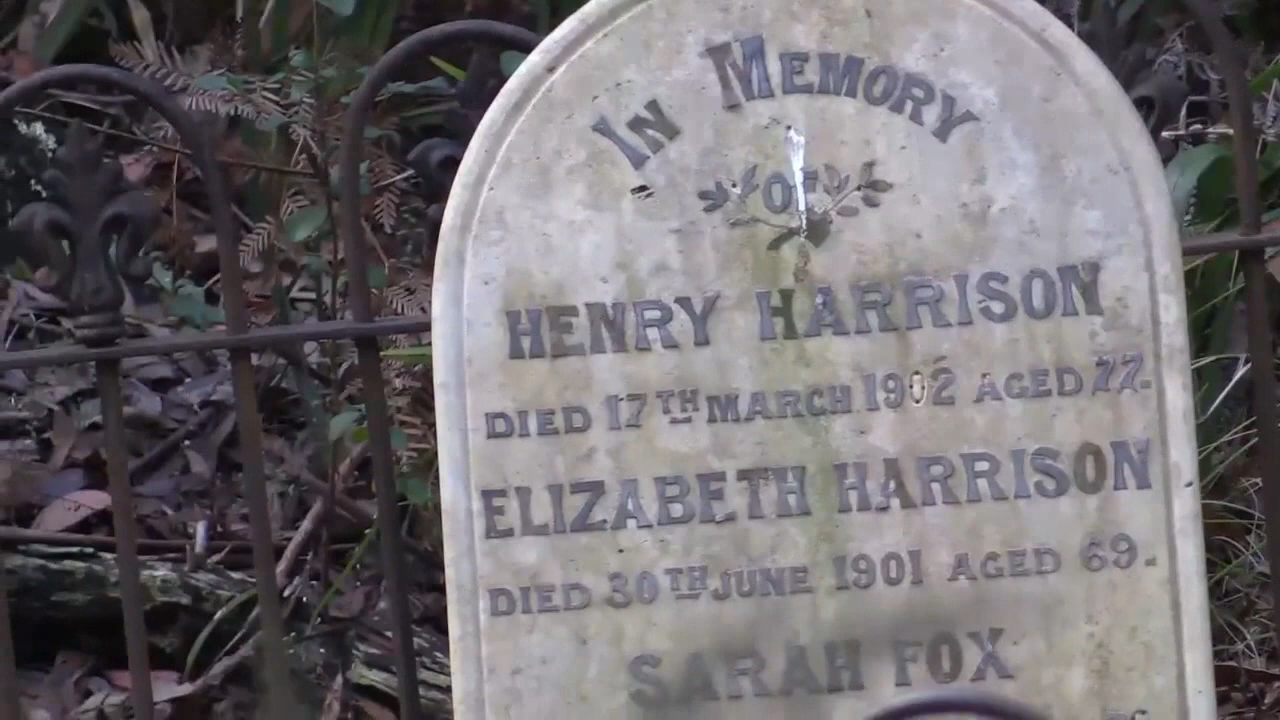 IN MEMORY
OF
HENRY HARRISON
DIED 17TH MARCH 1902 AGED 77.
ELIZABETH HARRISON
DIED 30TH JUNE 1901 AGED 69.
SARAH FOX